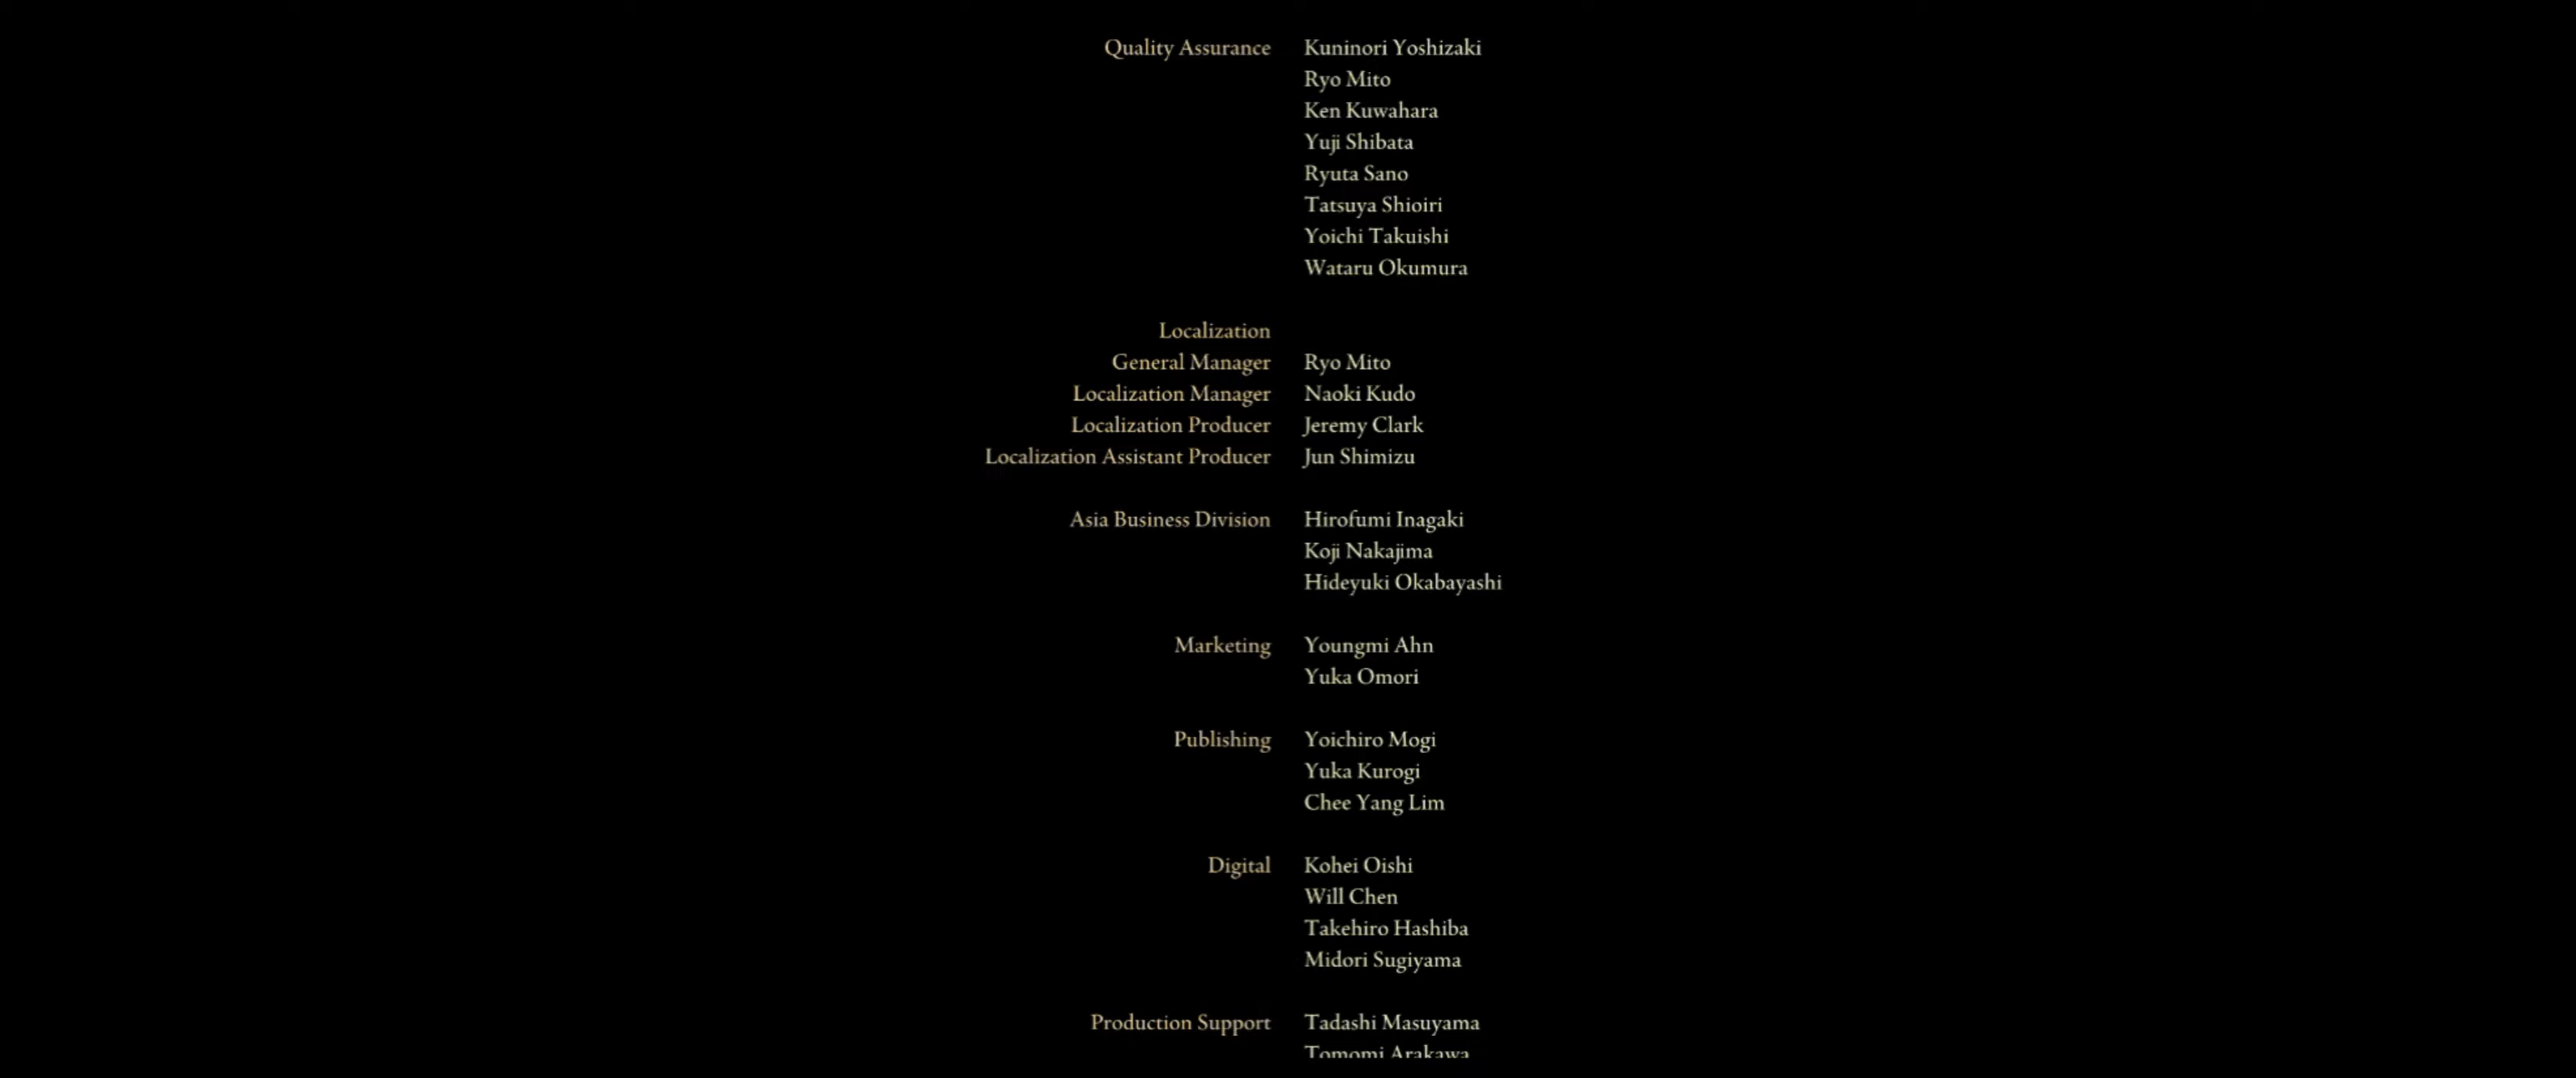 Quality Assurance Kuninori Yoshizaki
Ryo Mito
Ken Kuwahara
Yuji Shibata
Ryuta Sano
Tatsuya Shioiri
Yoichi Takuishi
Wataru Okumura
Localization
General Manager Ryo Mito
Localization Manager Naoki Kudo
Localization Producer Jeremy Clark
Localization Assistant Producer Jun Shimizu
Asia Business Division Hirofumi Inagaki
Koji Nakajima
Hideyuki Okabayashi
Marketing Youngmi Ahn
Yuka Omori
Publishing Yoichiro Mogi
Yuka Kurogi
Chee Yang Lim
Digital Kohei Oishi
Will Chen
Takehiro Hashiba
Midori Sugiyama
Production Support Tadashi Masuyama
Tomomi Arakawa